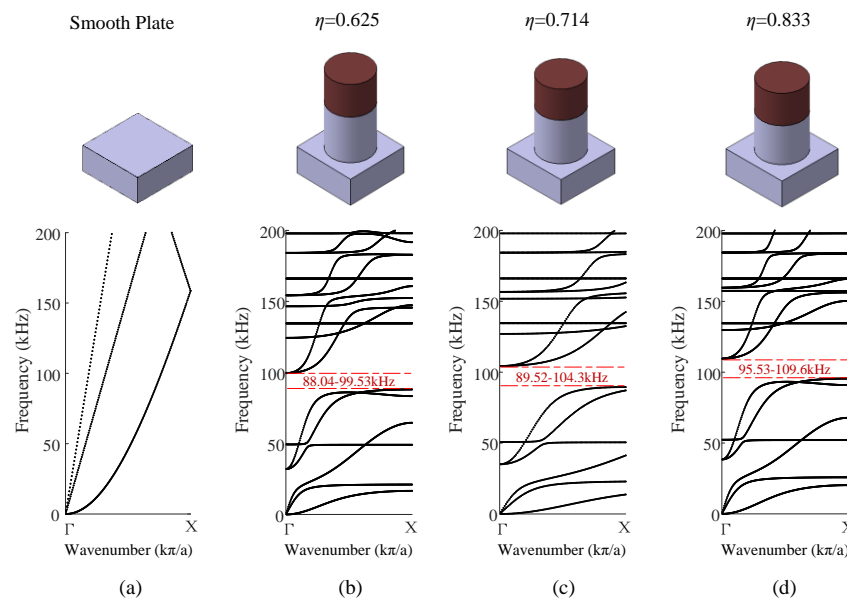 Smooth Plate
η=0.625
η=0.714
η=0.833
Frequency (kHz)
200
150
100
50
0
Γ
X
Wavenumber (kπ/a)
(a)
Frequency (kHz)
200
150
100
50
0
88.04-99.53kHz
Γ
X
Wavenumber (kπ/a)
(b)
Frequency (kHz)
200
150
100
50
0
89.52-104.3kHz
Γ
X
Wavenumber (kπ/a)
(c)
Frequency (kHz)
200
150
100
50
0
95.53-109.6kHz
Γ
X
Wavenumber (kπ/a)
(d)